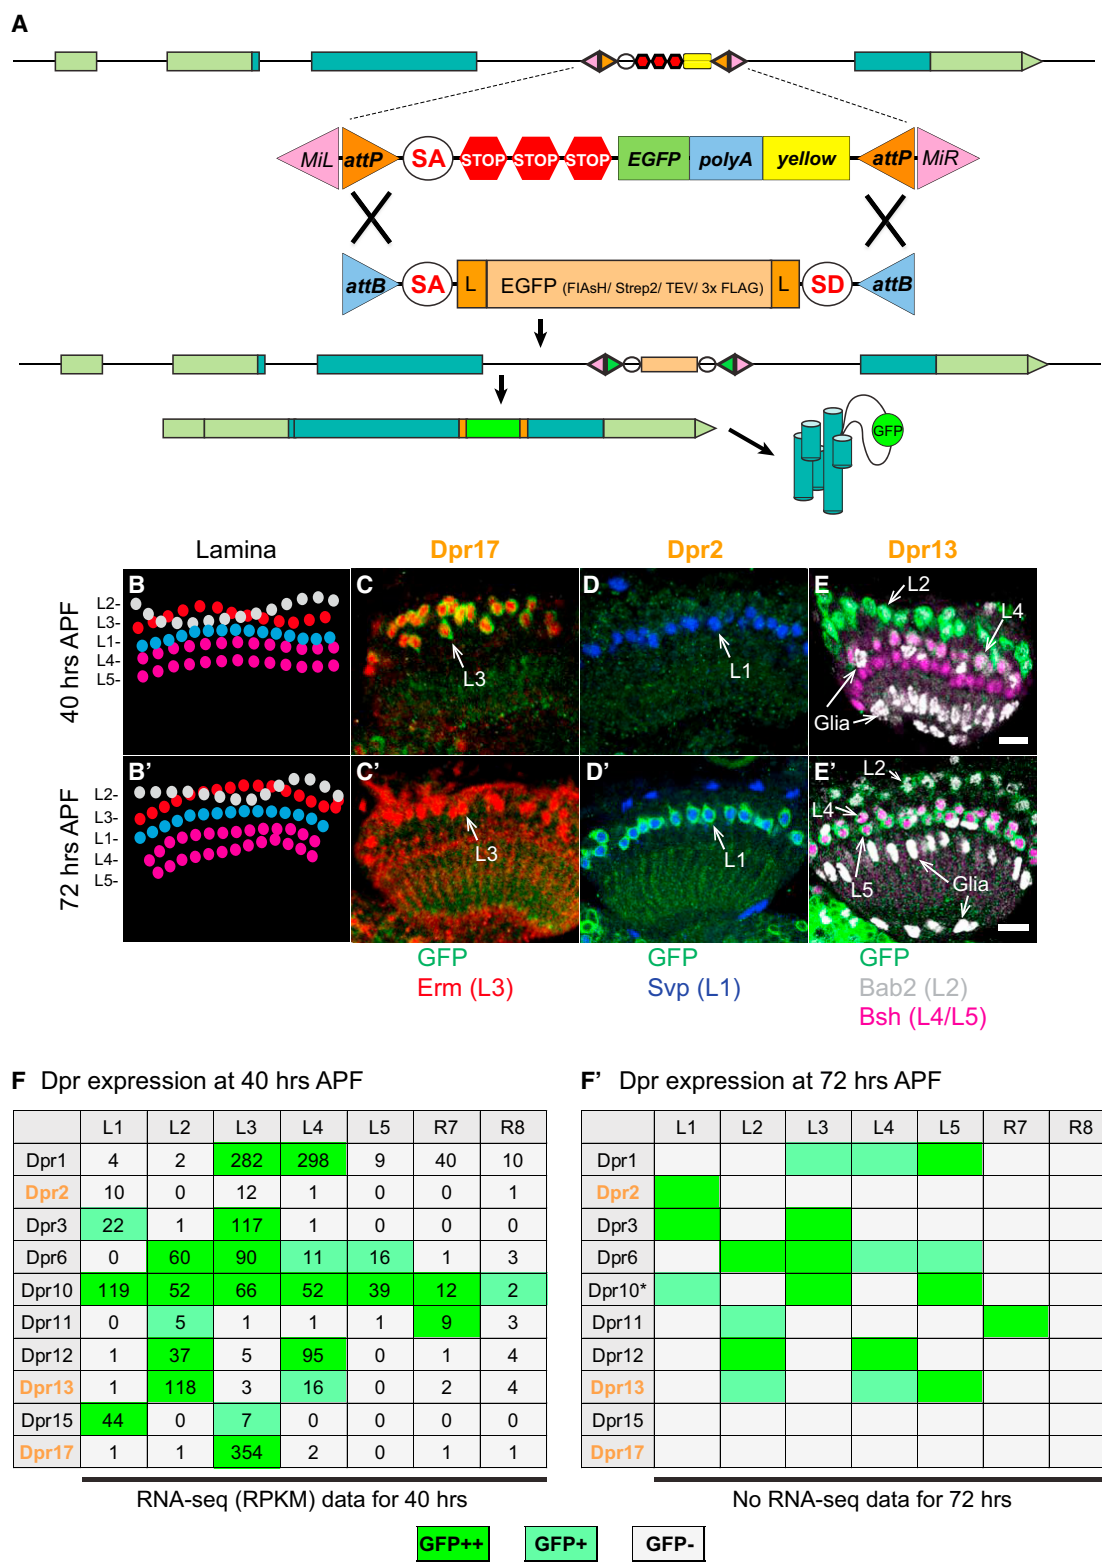 A
MiL attP SA STOP STOP STOP EGFP polyA yellow attP MiR
attB SA L EGFP (FlAsH/ Strep2/ TEV/ 3x FLAG) L SD attB
GFP
Lamina Dpr17 Dpr2 Dpr13
40 hrs APF
B
L2-
L3-
L1-
L4-
L5-
C
L3
D
L1
E
L2
L4
Glia
72 hrs APF
B'
L2-
L3-
L1-
L4-
L5-
C'
L3
D'
L1
E'
L2
L4
L5
Glia
GFP
Erm (L3)
GFP
Svp (L1)
GFP
Bab2 (L2)
Bsh (L4/L5)
F Dpr expression at 40 hrs APF
L1 L2 L3 L4 L5 R7 R8
Dpr1 4 2 282 298 9 40 10
Dpr2 10 0 12 1 0 0 1
Dpr3 22 1 117 1 0 0 0
Dpr6 0 60 90 11 16 1 3
Dpr10 119 52 66 52 39 12 2
Dpr11 0 5 1 1 1 9 3
Dpr12 1 37 5 95 0 1 4
Dpr13 1 118 3 16 0 2 4
Dpr15 44 0 7 0 0 0 0
Dpr17 1 1 354 2 0 1 1
RNA-seq (RPKM) data for 40 hrs
F' Dpr expression at 72 hrs APF
L1 L2 L3 L4 L5 R7 R8
Dpr1
Dpr2
Dpr3
Dpr6
Dpr10*
Dpr11
Dpr12
Dpr13
Dpr15
Dpr17
No RNA-seq data for 72 hrs
GFP++ GFP+ GFP-